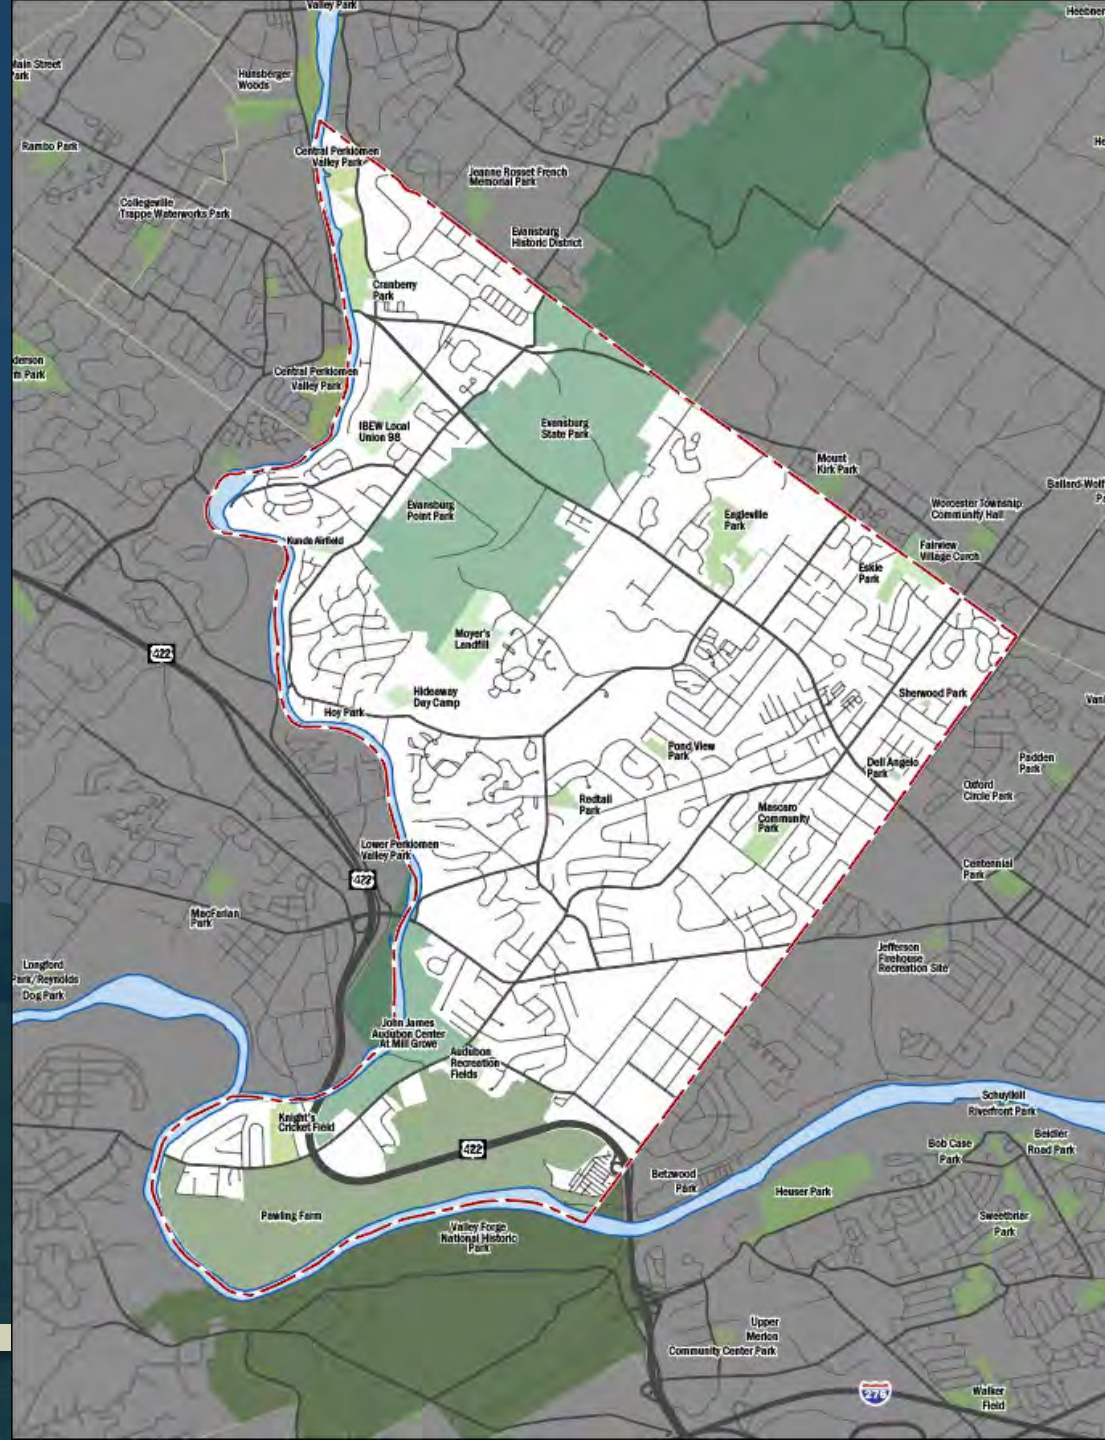 Valley Park
Hunsberger
Woods
Rambo Park
Central Perkiomen
Valley Park
Jeanne Rosset French
Memorial Park
Collegeville
Trappe Waterworks Park
Evansburg
Historic District
Cranberry
Park
Central Perkiomen
Valley Park
IBEW Local
Union 98
Evansburg
State Park
Mount
Kirk Park
Evansburg
Point Park
Eagleville
Park
Worcester Township
Community Hall
Kunda Airfield
Fairview
Village Curch
Eskie
Park
422
Moyer's
Landfill
Hideaway
Day Camp
Sherwood Park
Hoy Park
Pond View
Park
Dell Angelo
Park
Padden
Park
Oxford
Circle Park
Redtail
Park
Mascaro
Community
Park
Lower Perkiomen
Valley Park
422
Centennial
Park
MacFarlan
Park
Jefferson
Firehouse
Recreation Site
Longford
Park/Reynolds
Dog Park
John James
Audubon Center
At Mill Grove
Audubon
Recreation
Fields
Knight's
Cricket Field
422
Schuylkill
Riverfront Park
Bob Case
Park
Beidler
Road Park
Betzwood
Park
Heuser Park
Pawling Farm
Valley Forge
National Historic
Park
Sweetbriar
Park
Upper
Merion
Community Center Park
276
Walker
Field